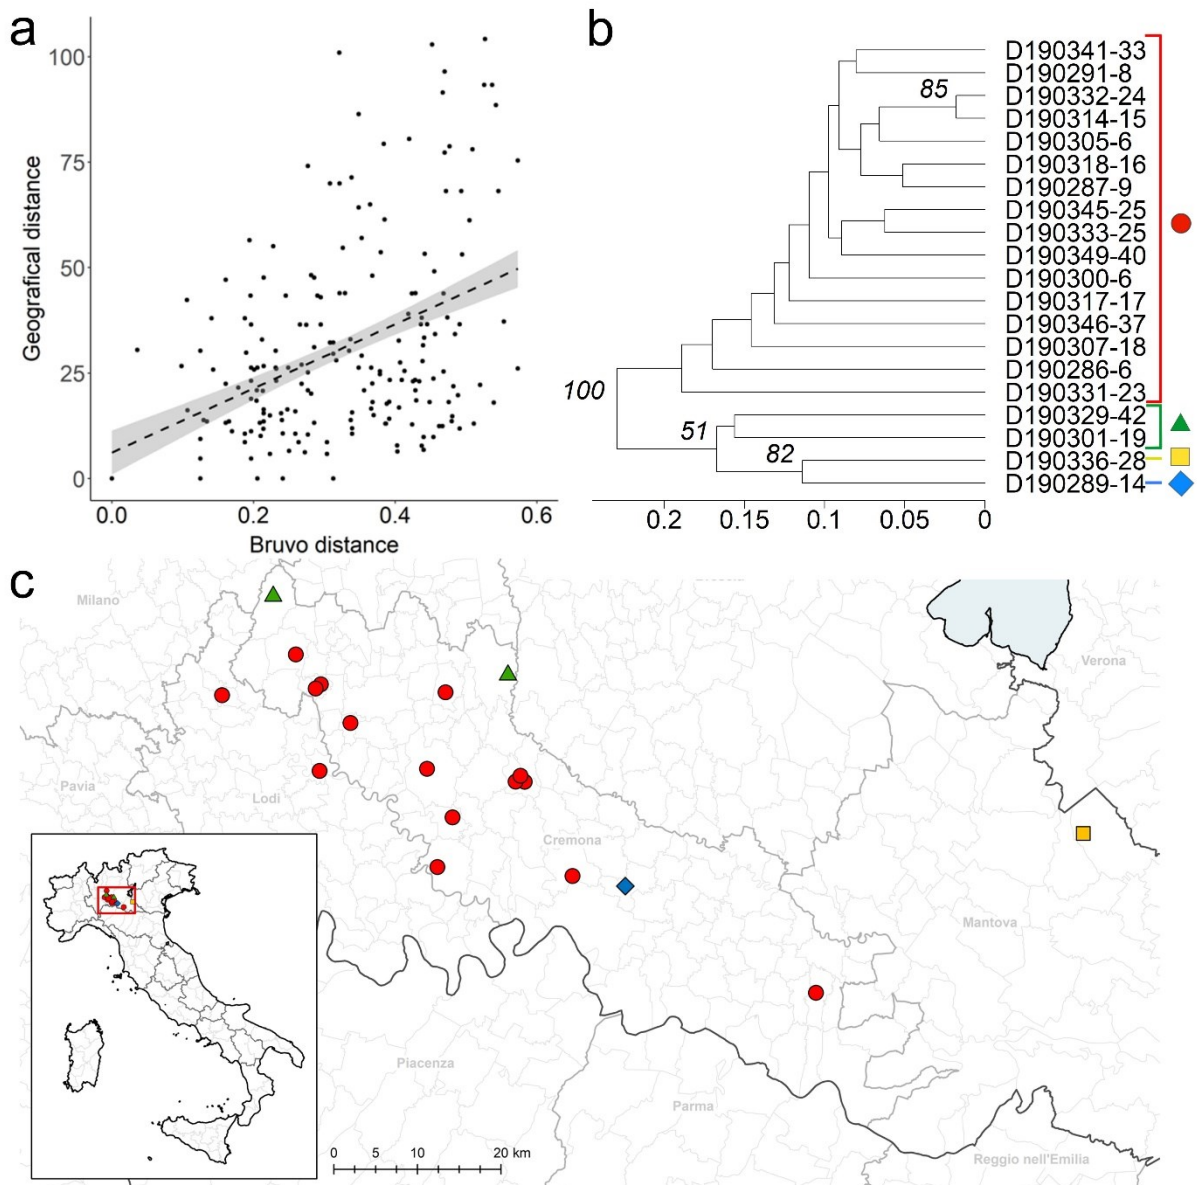 a
100
75
50
25
0
Geografical distance
0.0
0.2
0.4
0.6
Bruvo distance
b
D190341-33
D190291-8
85
D190332-24
D190314-15
D190305-6
D190318-16
D190287-9
D190345-25
D190333-25
D190349-40
D190300-6
D190317-17
D190346-37
D190307-18
D190286-6
100
D190331-23
D190329-42
51
D190301-19
82
D190336-28
D190289-14
0.2
0.15
0.1
0.05
0
c
Milano
Verona
Pavia
Lodi
Cremona
Mantova
Piacenza
Parma
Reggio nell'Emilia
0 5 10 20 km